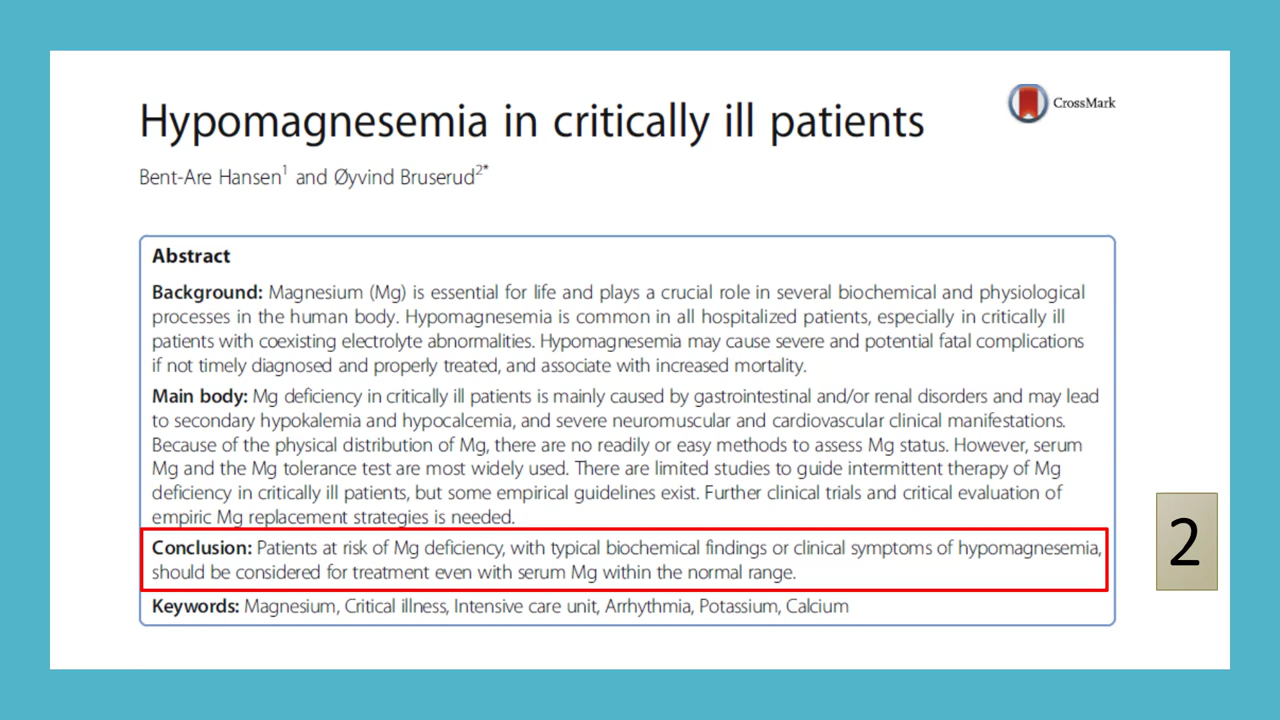 Hypomagnesemia in critically ill patients
CrossMark
Bent-Are Hansen1 and Øyvind Bruserud2*
Abstract
Background: Magnesium (Mg) is essential for life and plays a crucial role in several biochemical and physiological
processes in the human body. Hypomagnesemia is common in all hospitalized patients, especially in critically ill
patients with coexisting electrolyte abnormalities. Hypomagnesemia may cause severe and potential fatal complications
if not timely diagnosed and properly treated, and associate with increased mortality.
Main body: Mg deficiency in critically ill patients is mainly caused by gastrointestinal and/or renal disorders and may lead
to secondary hypokalemia and hypocalcemia, and severe neuromuscular and cardiovascular clinical manifestations.
Because of the physical distribution of Mg, there are no readily or easy methods to assess Mg status. However, serum
Mg and the Mg tolerance test are most widely used. There are limited studies to guide intermittent therapy of Mg
deficiency in critically ill patients, but some empirical guidelines exist. Further clinical trials and critical evaluation of
empiric Mg replacement strategies is needed.
Conclusion: Patients at risk of Mg deficiency, with typical biochemical findings or clinical symptoms of hypomagnesemia,
should be considered for treatment even with serum Mg within the normal range.
Keywords: Magnesium, Critical illness, Intensive care unit, Arrhythmia, Potassium, Calcium
2